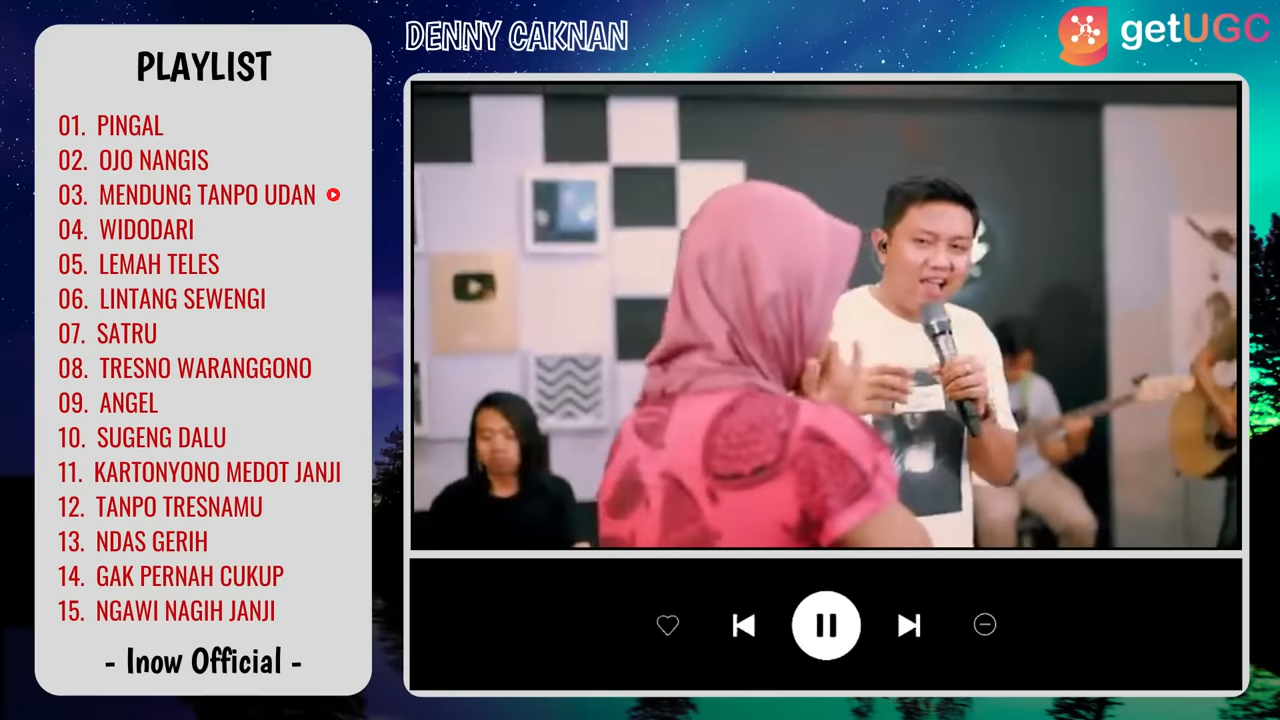 PLAYLIST
01. PINGAL
02. OJO NANGIS
03. MENDUNG TANPO UDAN
04. WIDODARI
05. LEMAH TELES
06. LINTANG SEWENGI
07. SATRU
08. TRESNO WARANGGONO
09. ANGEL
10. SUGENG DALU
11. KARTONYONO MEDOT JANJI
12. TANPO TRESNAMU
13. NDAS GERIH
14. GAK PERNAH CUKUP
15. NGAWI NAGIH JANJI
- Inow Official -
DENNY CAKNAN
getUGC